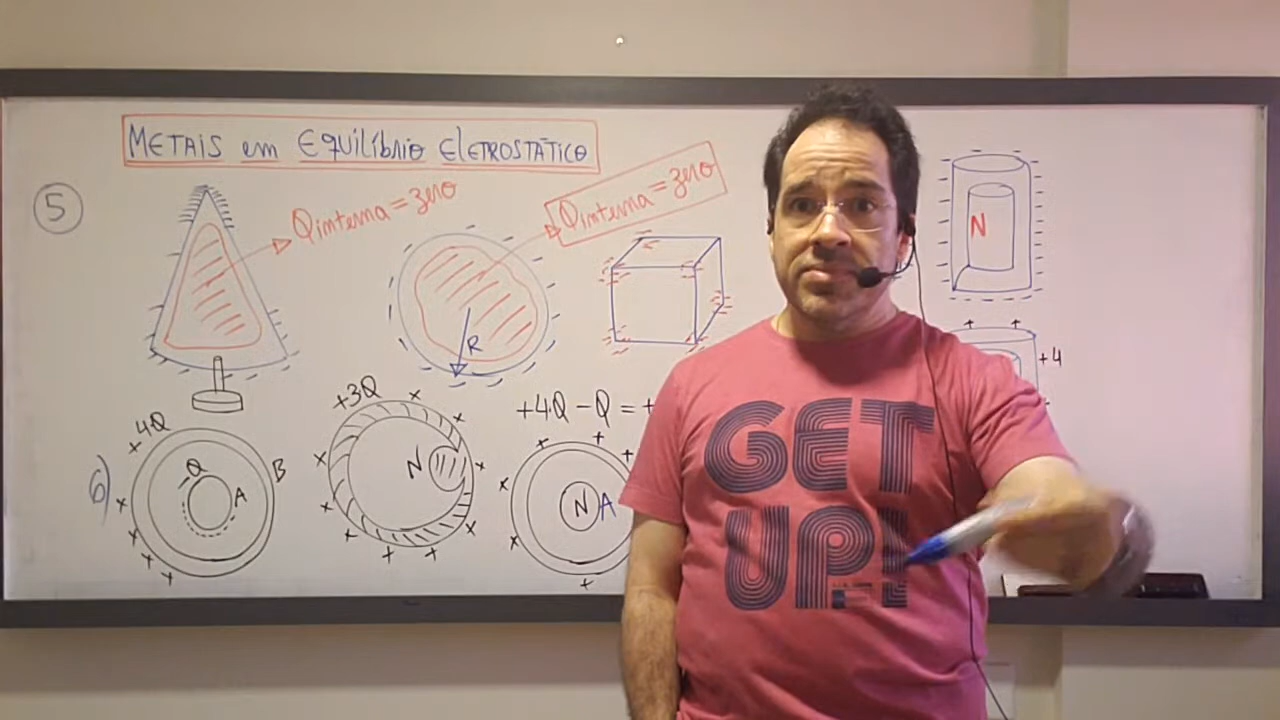 METAIS em EQUILÍBRIO ELETROSTÁTICO
5
Qinterna = zero
Qinterna = zero
R
N
+4
+4Q
-Q
A
B
6)
+3Q
N
+4Q - Q = +
N A
GET
UP!